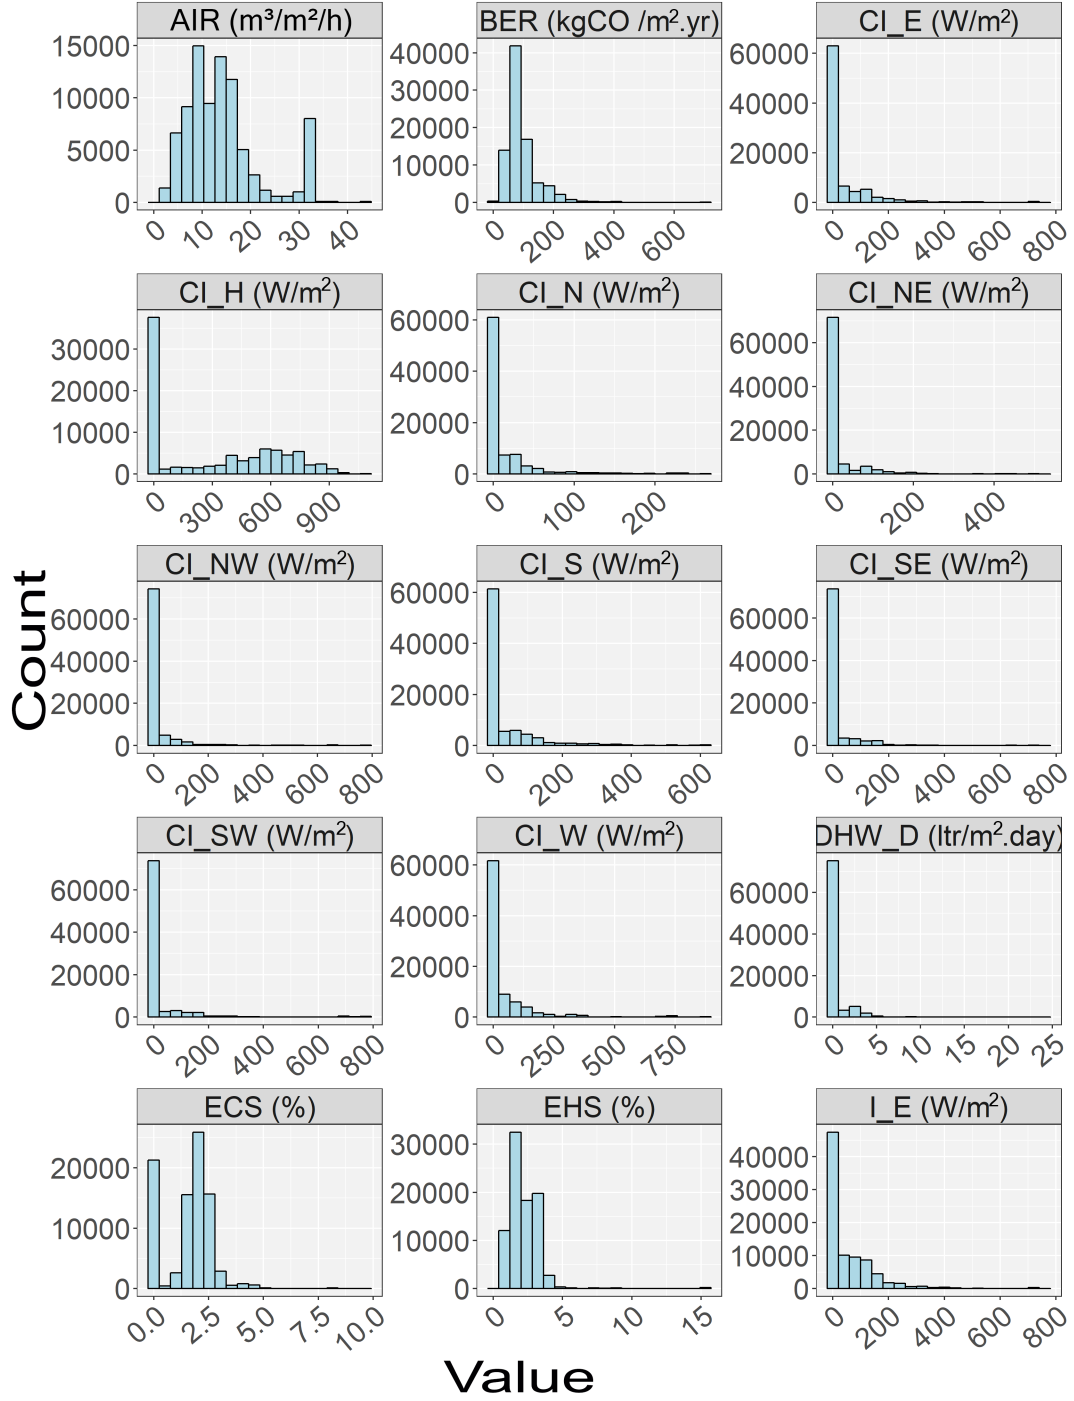 AIR (m³/m²/h)
BER (kgCO /m².yr)
CI_E (W/m²)
15000
10000
5000
0
0 10 20 30 40
40000
30000
20000
10000
0
0 200 400 600
60000
40000
20000
0
0 200 400 600 800
CI_H (W/m²)
CI_N (W/m²)
CI_NE (W/m²)
30000
20000
10000
0
0 300 600 900
60000
40000
20000
0
0 100 200
60000
40000
20000
0
0 200 400
CI_NW (W/m²)
CI_S (W/m²)
CI_SE (W/m²)
60000
40000
20000
0
0 200 400 600 800
60000
40000
20000
0
0 200 400 600
60000
40000
20000
0
0 200 400 600 800
CI_SW (W/m²)
CI_W (W/m²)
DHW_D (ltr/m².day)
60000
40000
20000
0
0 200 400 600 800
60000
40000
20000
0
0 250 500 750
60000
40000
20000
0
0 5 10 15 20 25
ECS (%)
EHS (%)
I_E (W/m²)
20000
10000
0
0.0 2.5 5.0 7.5 10.0
30000
20000
10000
0
0 5 10 15
40000
30000
20000
10000
0
0 200 400 600 800
Count
Value